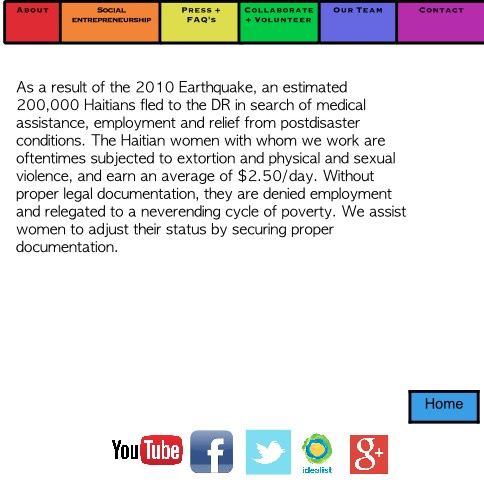 ABOUT
SOCIAL
ENTREPRENEURSHIP
PRESS +
FAQ'S
COLLABORATE
+ VOLUNTEER
OUR TEAM
CONTACT
As a result of the 2010 Earthquake, an estimated
200,000 Haitians fled to the DR in search of medical
assistance, employment and relief from postdisaster
conditions. The Haitian women with whom we work are
oftentimes subjected to extortion and physical and sexual
violence, and earn an average of $2.50/day. Without
proper legal documentation, they are denied employment
and relegated to a neverending cycle of poverty. We assist
women to adjust their status by securing proper
documentation.
Home
YouTube
f
idealist
g+